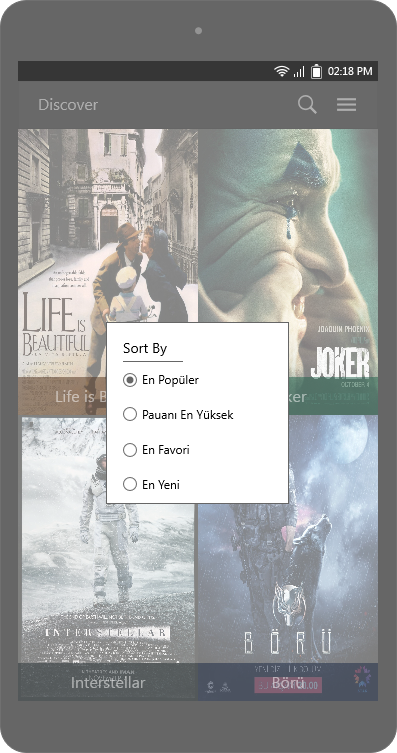 02:18 PM
Discover
LIFE IS
BEAUTIFUL
JOAQUIN PHOENIX
JOKER
OCTOBER 4
Sort By
En Popüler
Pauanı En Yüksek
En Favori
En Yeni
Life is B
ker
INTERSTELLAR
BÖRÜ
Interstellar
Börü